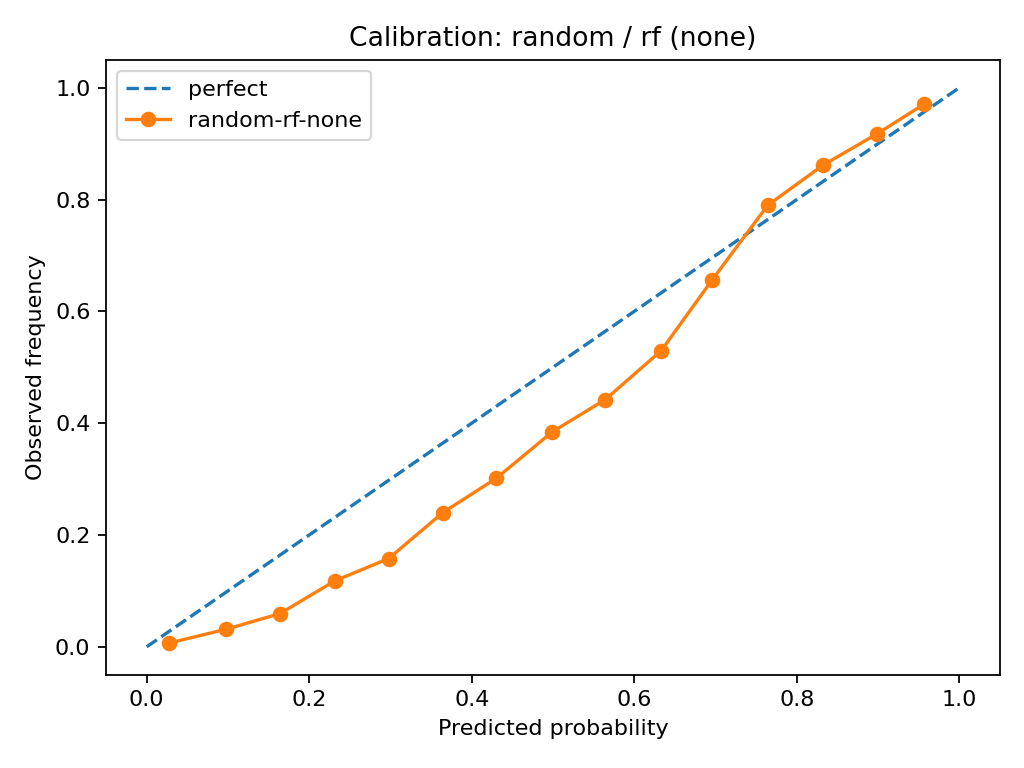 Calibration: random / rf (none)
perfect
random-rf-none
1.0
0.8
0.6
0.4
0.2
0.0
Observed frequency
0.0 0.2 0.4 0.6 0.8 1.0
Predicted probability